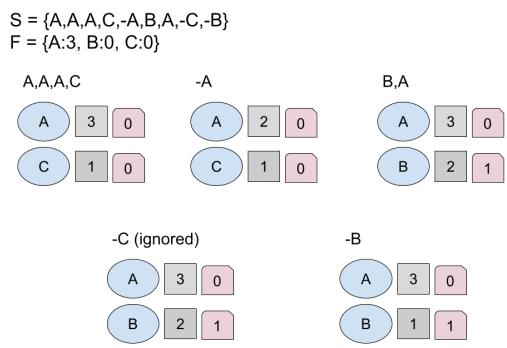 S = {A,A,A,C,-A,B,A,-C,-B}
F = {A:3, B:0, C:0}
A,A,A,C
A 3 0
C 1 0
-A
A 2 0
C 1 0
B,A
A 3 0
B 2 1
-C (ignored)
A 3 0
B 2 1
-B
A 3 0
B 1 1